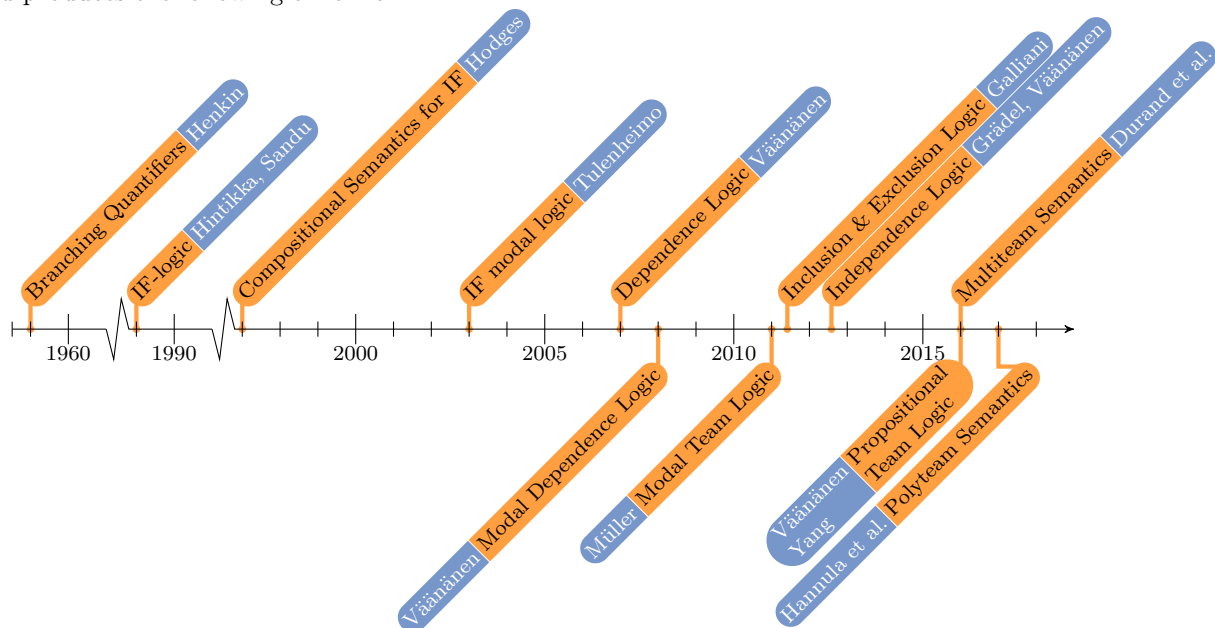 Branching Quantifiers Henkin
IF-logic Hintikka, Sandu
Compositional Semantics for IF Hodges
IF modal logic Tulenheimo
Dependence Logic Väänänen
Inclusion & Exclusion Logic Galliani
Independence Logic Grädel, Väänänen
Multiteam Semantics Durand et al.
1960 1990 2000 2005 2010 2015
Väänänen Modal Dependence Logic
Müller Modal Team Logic
Väänänen Propositional
Yang Team Logic
Hannula et al. Polyteam Semantics